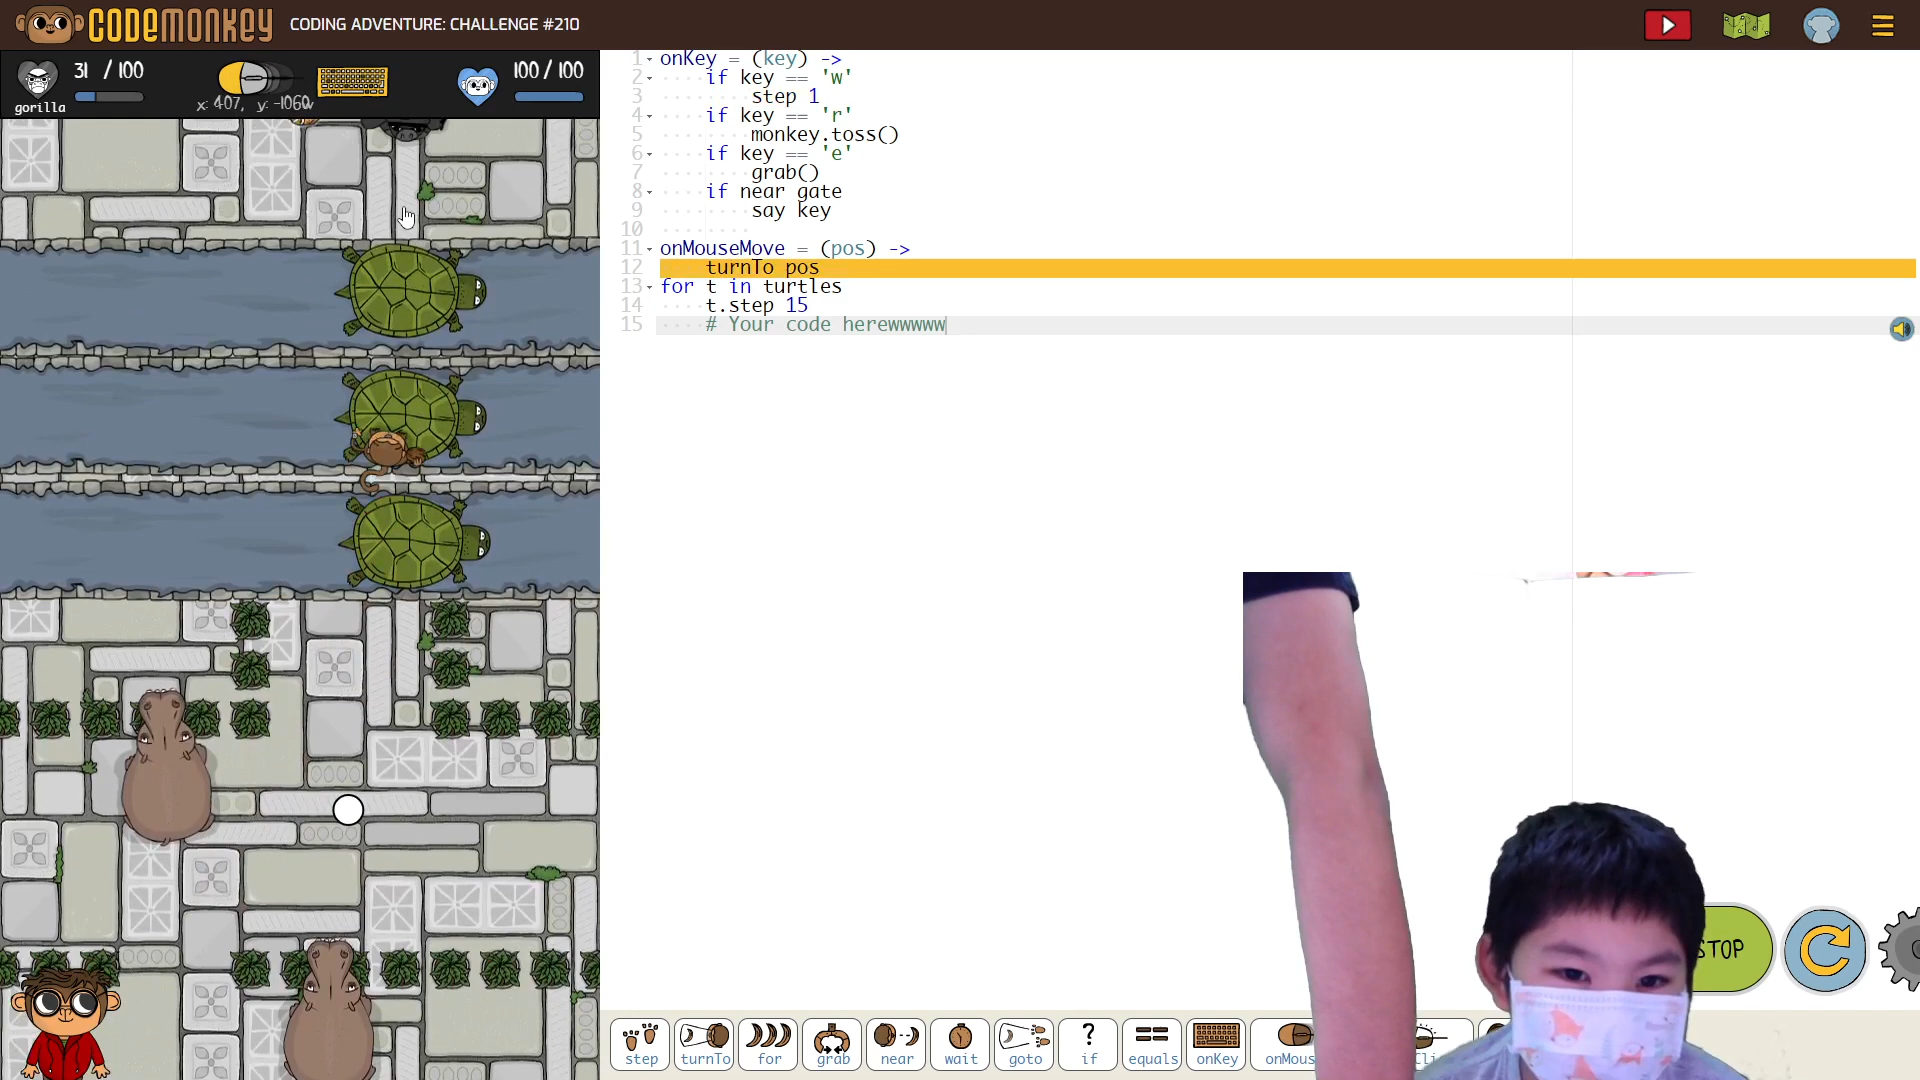 CODEMONKEY
CODING ADVENTURE: CHALLENGE #210
31 / 100
100 / 100
gorilla
x: 407, y: -1060
1 onKey = (key) ->
2 if key == 'w'
3 step 1
4 if key == 'r'
5 monkey.toss()
6 if key == 'e'
7 grab()
8 if near gate
9 say key
10
11 onMouseMove = (pos) ->
12 turnTo pos
13 for t in turtles
14 t.step 15
15 # Your code herewwwww
STOP
step turnTo for grab near wait goto if equals onKey onMous